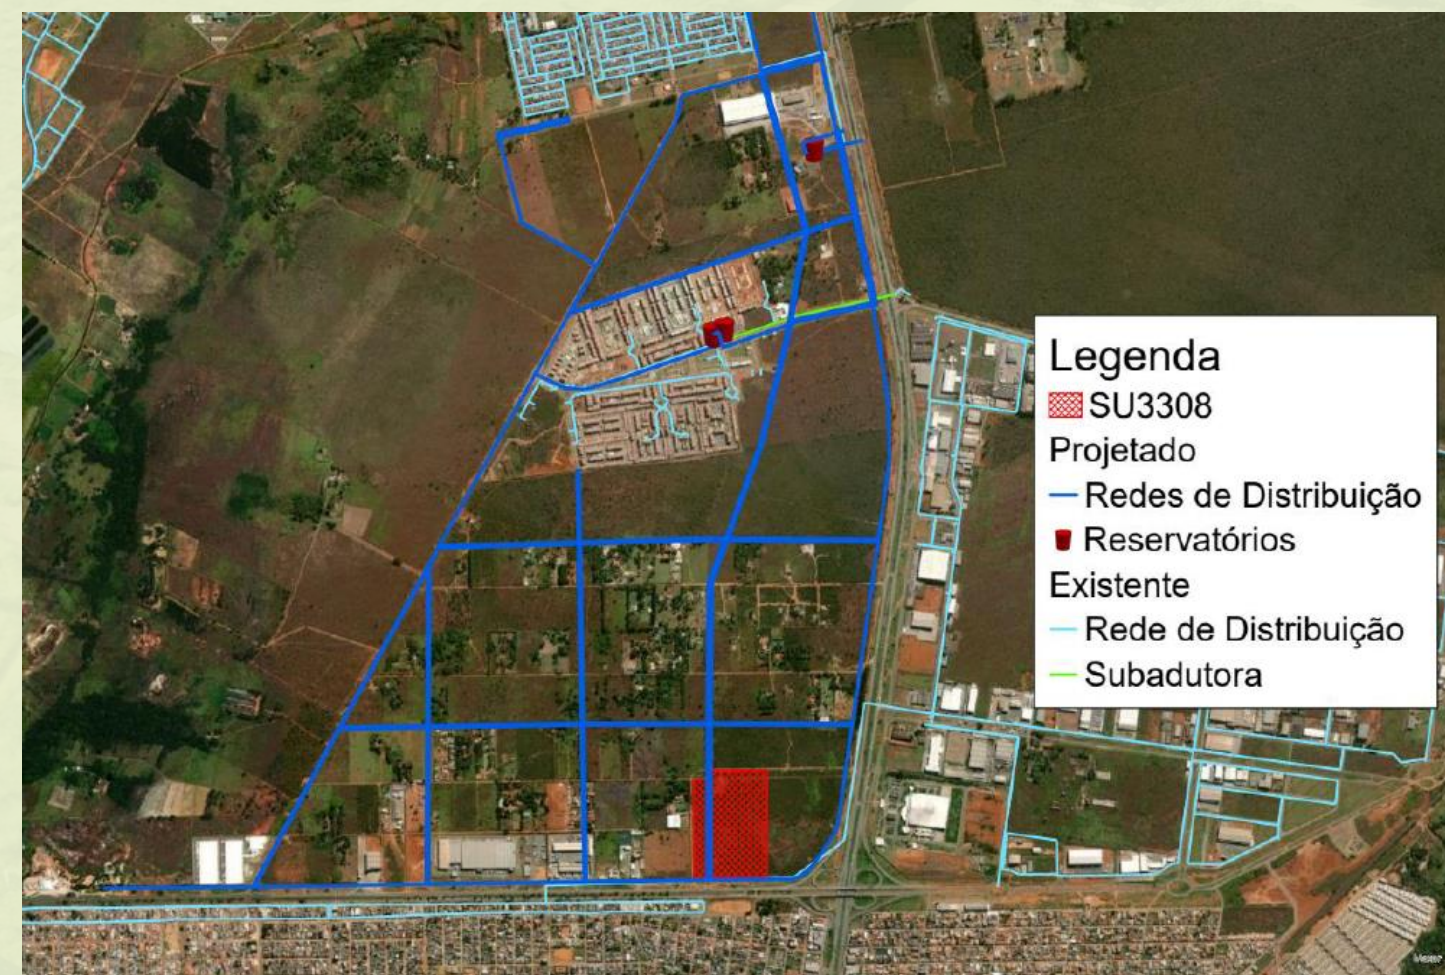 Legenda
SU3308
Projetado
Redes de Distribuição
Reservatórios
Existente
Rede de Distribuição
Subadutora